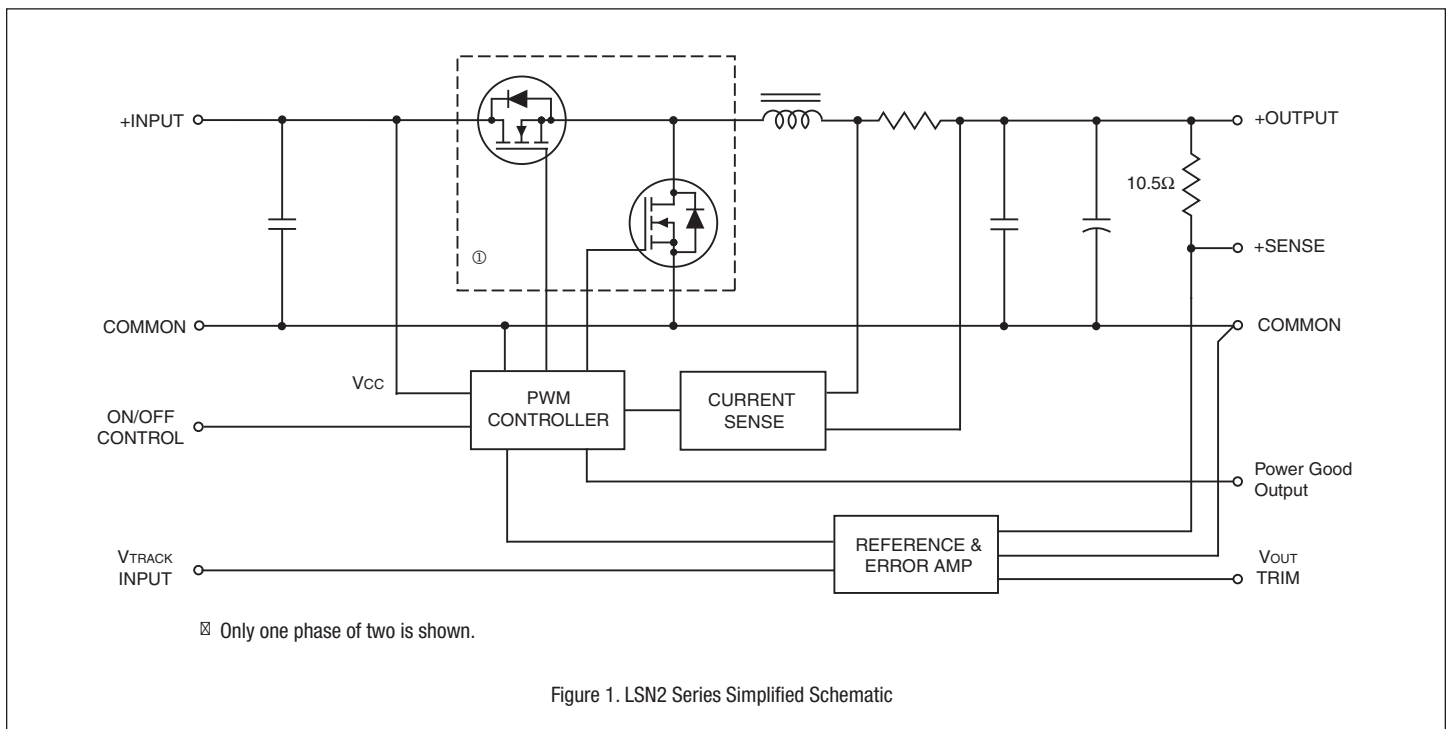 +INPUT
+OUTPUT
10.5Ω
+SENSE
①
COMMON
COMMON
VCC
PWM
CONTROLLER
CURRENT
SENSE
ON/OFF
CONTROL
Power Good
Output
VTRACK
INPUT
REFERENCE &
ERROR AMP
VOUT
TRIM
☒ Only one phase of two is shown.
Figure 1. LSN2 Series Simplified Schematic